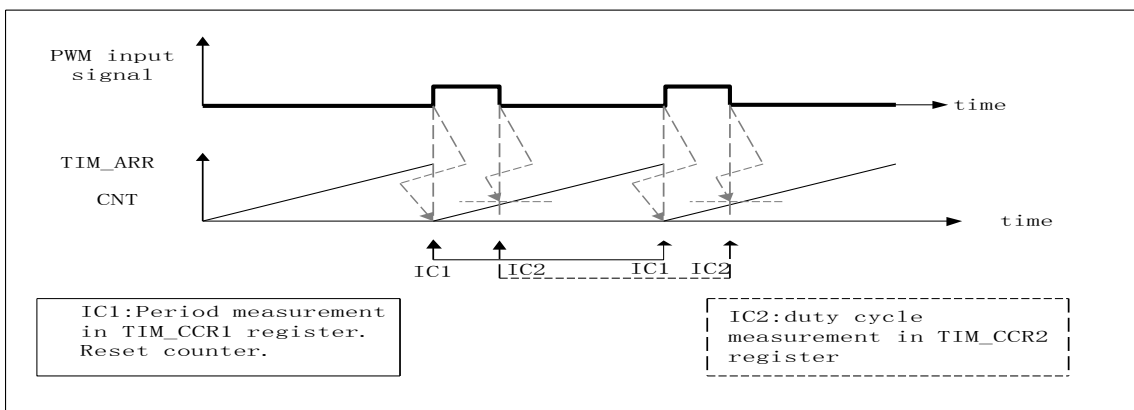 PWM input
signal
time
TIM_ARR
CNT
time
IC1 IC2 IC1 IC2
IC1:Period measurement
in TIM_CCR1 register.
Reset counter.
IC2:duty cycle
measurement in TIM_CCR2
register